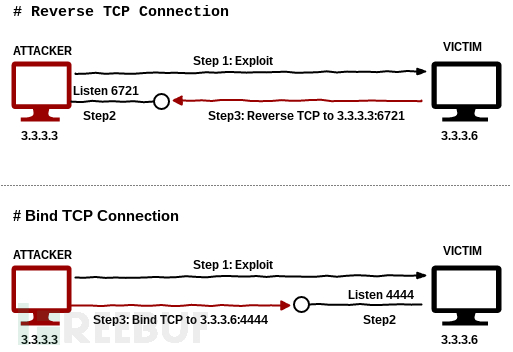 # Reverse TCP Connection
ATTACKER
VICTIM
Step 1: Exploit
Listen 6721
Step2
Step3: Reverse TCP to 3.3.3.3:6721
3.3.3.3
3.3.3.6
# Bind TCP Connection
ATTACKER
VICTIM
Step 1: Exploit
Listen 4444
Step3: Bind TCP to 3.3.3.6:4444
Step2
REEBUF
3.3.3.3
3.3.3.6